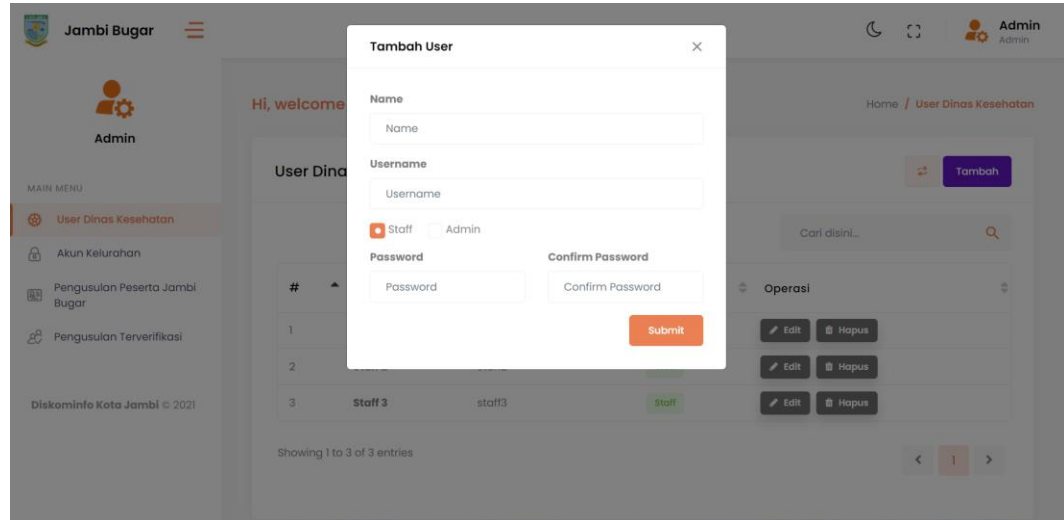 Jambi Bugar
Admin
Admin
Admin
MAIN MENU
User Dinas Kesehatan
Akun Kelurahan
Pengusulan Peserta Jambi
Bugar
Pengusulan Terverifikasi
Diskominfo Kota Jambi © 2021
Hi, welcome
Home / User Dinas Kesehatan
User Dina
Tambah
Cari disini...
# Operasi
1 Edit Hapus
2 Edit Hapus
3 Staff 3 staff3 Staff Edit Hapus
Showing 1 to 3 of 3 entries
< 1 >
Tambah User
Name
Name
Username
Username
Staff Admin
Password Confirm Password
Password Confirm Password
Submit